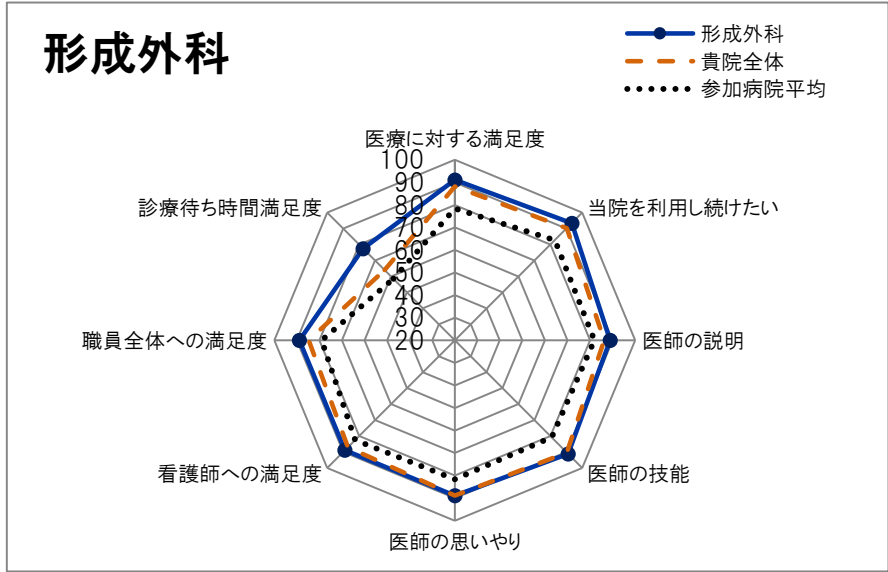 形成外科
形成外科
貴院全体
参加病院平均
医療に対する満足度
当院を利用し続けたい
医師の説明
医師の技能
医師の思いやり
看護師への満足度
職員全体への満足度
診療待ち時間満足度
100
90
80
70
60
50
40
30
20